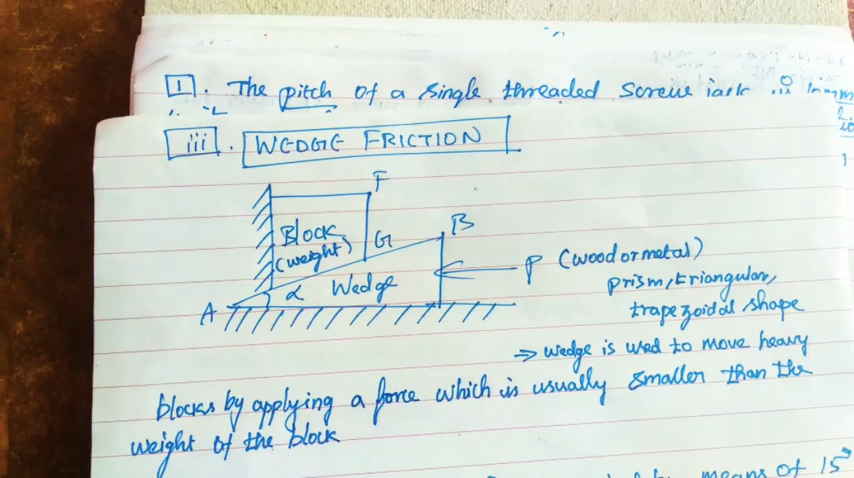 1. The pitch of a single threaded screw jack is
iii. WEDGE FRICTION
F
Block
(weight)
G
B
α Wedge
A
P (wood or metal)
prism, triangular,
trapezoidal shape
⇒ wedge is used to move heavy
blocks by applying a force which is usually smaller than the
weight of the block
means of 15°